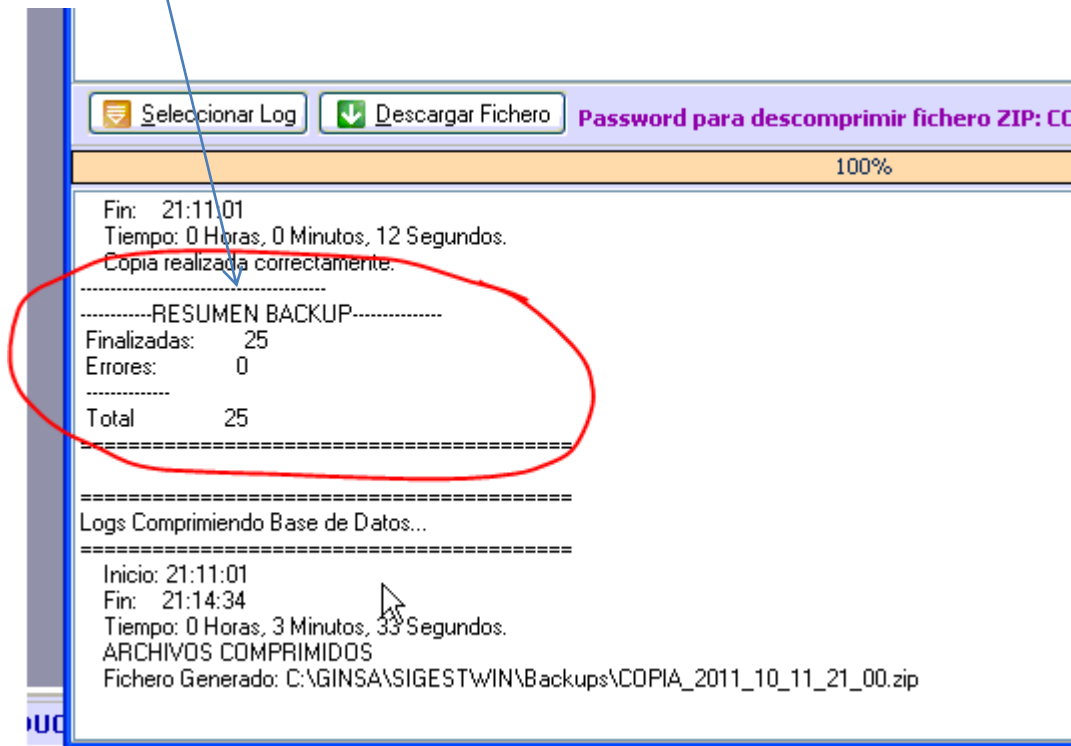 Seleccionar Log Descargar Fichero Password para descomprimir fichero ZIP:
100%
Fin: 21:11:01
Tiempo: 0 Horas, 0 Minutos, 12 Segundos.
Copia realizada correctamente.
----------------------------------------
------------RESUMEN BACKUP---------------
Finalizadas: 25
Errores: 0
--------------
Total 25
=========================================
=========================================
Logs Comprimiendo Base de Datos...
=========================================
Inicio: 21:11:01
Fin: 21:14:34
Tiempo: 0 Horas, 3 Minutos, 33 Segundos.
ARCHIVOS COMPRIMIDOS
Fichero Generado: C:\GINSA\SIGESTWIN\Backups\COPIA_2011_10_11_21_00.zip